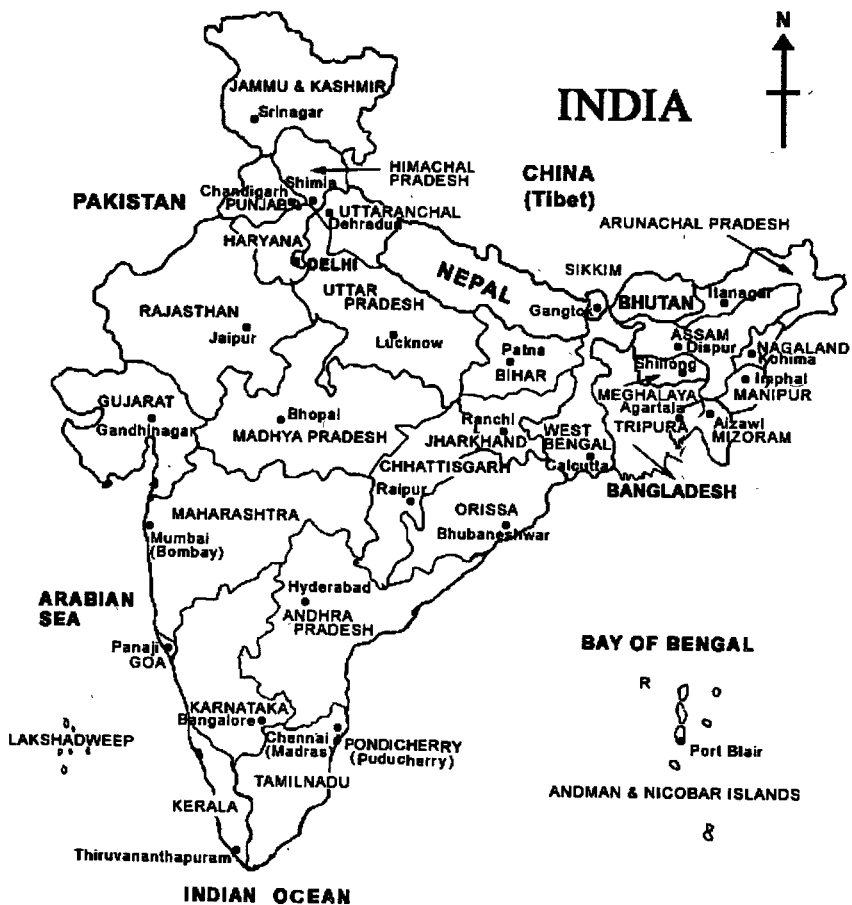 N
INDIA
JAMMU & KASHMIR
Srinagar
HIMACHAL
PRADESH
CHINA
(Tibet)
PAKISTAN
Shimla
Chandigarh
PUNJAB
UTTARANCHAL
Dehradun
ARUNACHAL PRADESH
HARYANA
DELHI
NEPAL
SIKKIM
UTTAR
PRADESH
Gangtok
BHUTAN
Itanagar
RAJASTHAN
Jaipur
Lucknow
Patna
BIHAR
ASSAM
Dispur
NAGALAND
Kohima
Shillong
Imphal
MANIPUR
MEGHALAYA
Agartala
TRIPURA
Aizawl
MIZORAM
GUJARAT
Gandhinagar
Bhopal
MADHYA PRADESH
Ranchi
JHARKHAND
WEST
BENGAL
Calcutta
CHHATTISGARH
Raipur
BANGLADESH
MAHARASHTRA
ORISSA
Bhubaneshwar
Mumbai
(Bombay)
Hyderabad
ANDHRA
PRADESH
ARABIAN
SEA
Panaji
GOA
BAY OF BENGAL
R
KARNATAKA
Bangalore
Chennai
(Madras)
PONDICHERRY
(Puducherry)
LAKSHADWEEP
Port Blair
TAMILNADU
KERALA
ANDMAN & NICOBAR ISLANDS
Thiruvananthapuram
INDIAN OCEAN